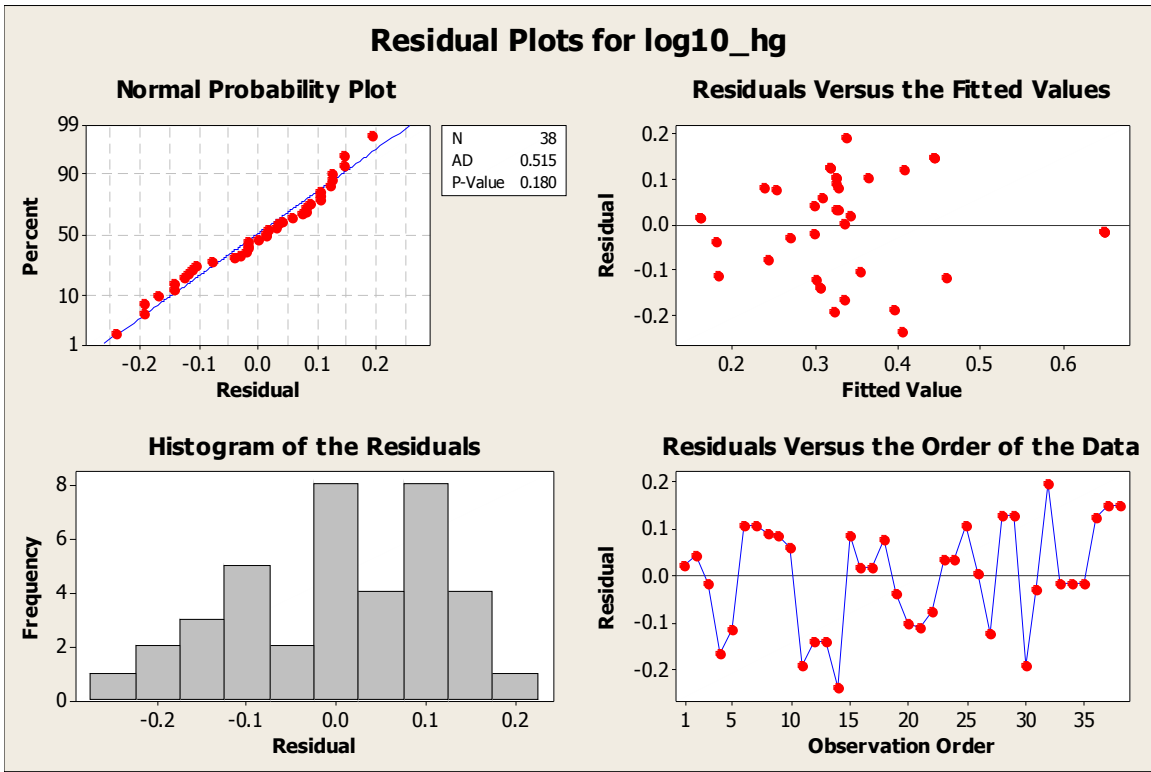 Residual Plots for log10_hg
Normal Probability Plot
99
90
50
10
1
Percent
-0.2 -0.1 0.0 0.1 0.2
Residual
N 38
AD 0.515
P-Value 0.180
Residuals Versus the Fitted Values
0.2
0.1
0.0
-0.1
-0.2
Residual
0.2 0.3 0.4 0.5 0.6
Fitted Value
Histogram of the Residuals
8
6
4
2
0
Frequency
-0.2 -0.1 0.0 0.1 0.2
Residual
Residuals Versus the Order of the Data
0.2
0.1
0.0
-0.1
-0.2
Residual
1 5 10 15 20 25 30 35
Observation Order